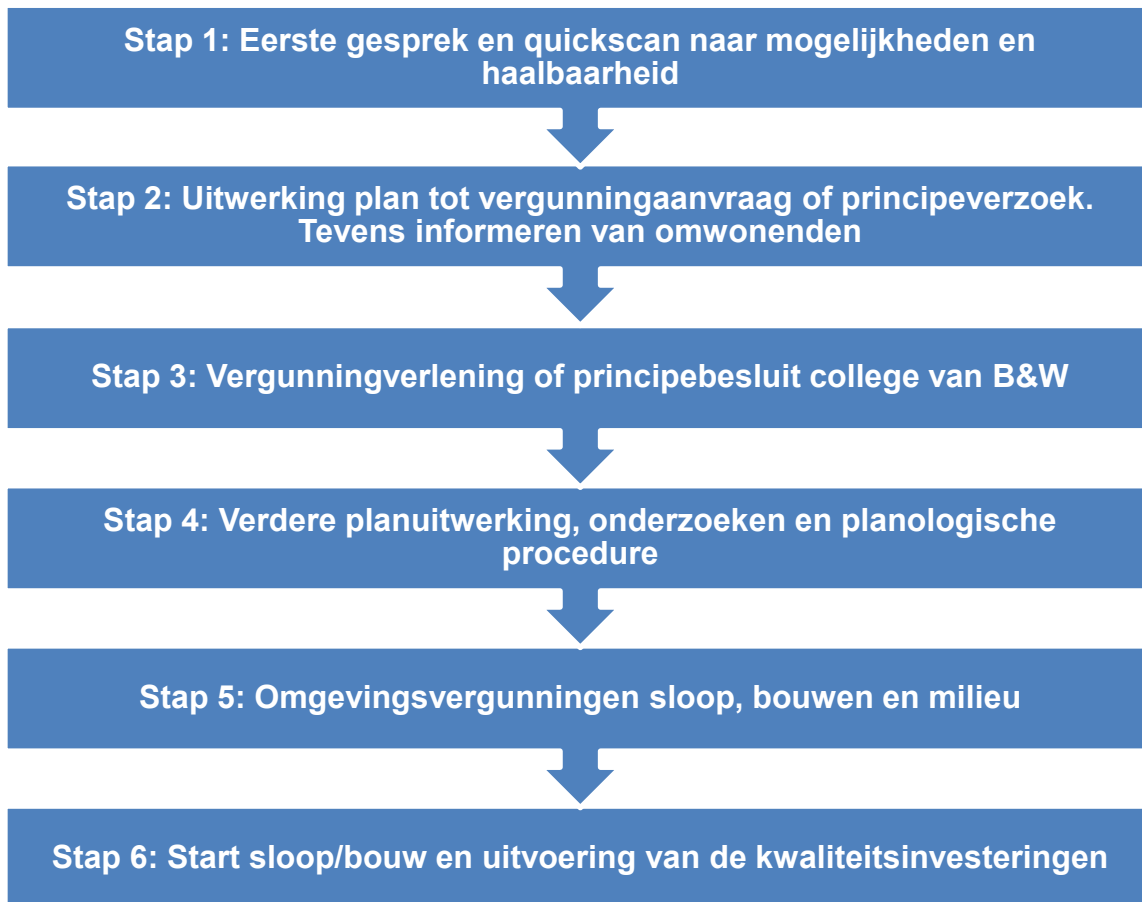 Stap 1: Eerste gesprek en quickscan naar mogelijkheden en
haalbaarheid
Stap 2: Uitwerking plan tot vergunningaanvraag of principeverzoek.
Tevens informeren van omwonenden
Stap 3: Vergunningverlening of principebesluit college van B&W
Stap 4: Verdere planuitwerking, onderzoeken en planologische
procedure
Stap 5: Omgevingsvergunningen sloop, bouwen en milieu
Stap 6: Start sloop/bouw en uitvoering van de kwaliteitsinvesteringen